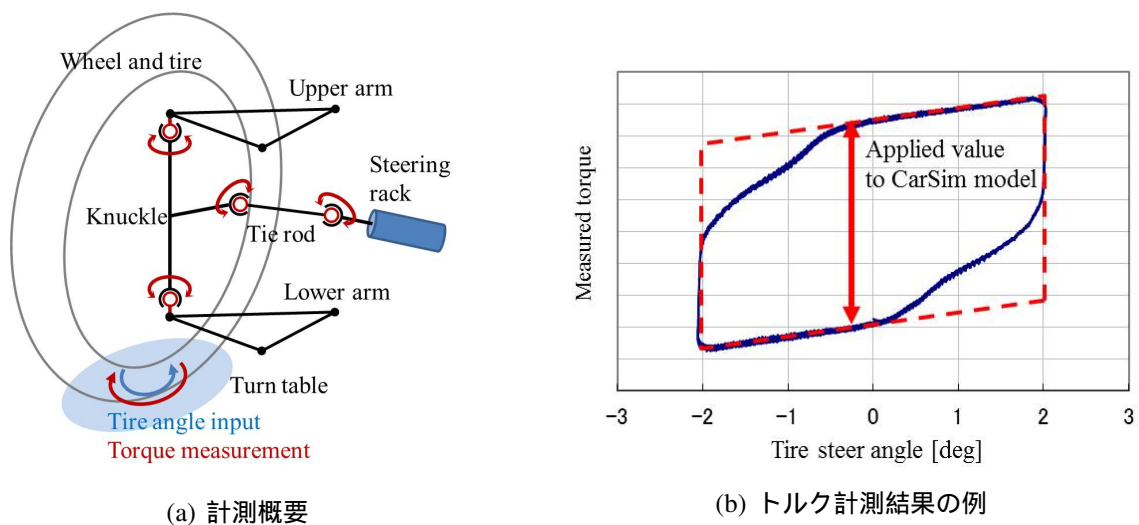 Wheel and tire
Upper arm
Steering
rack
Knuckle
Tie rod
Lower arm
Turn table
Tire angle input
Torque measurement
(a) 計測概要
Measured torque
Applied value
to CarSim model
−3 −2 −1 0 1 2 3
Tire steer angle [deg]
(b) トルク計測結果の例